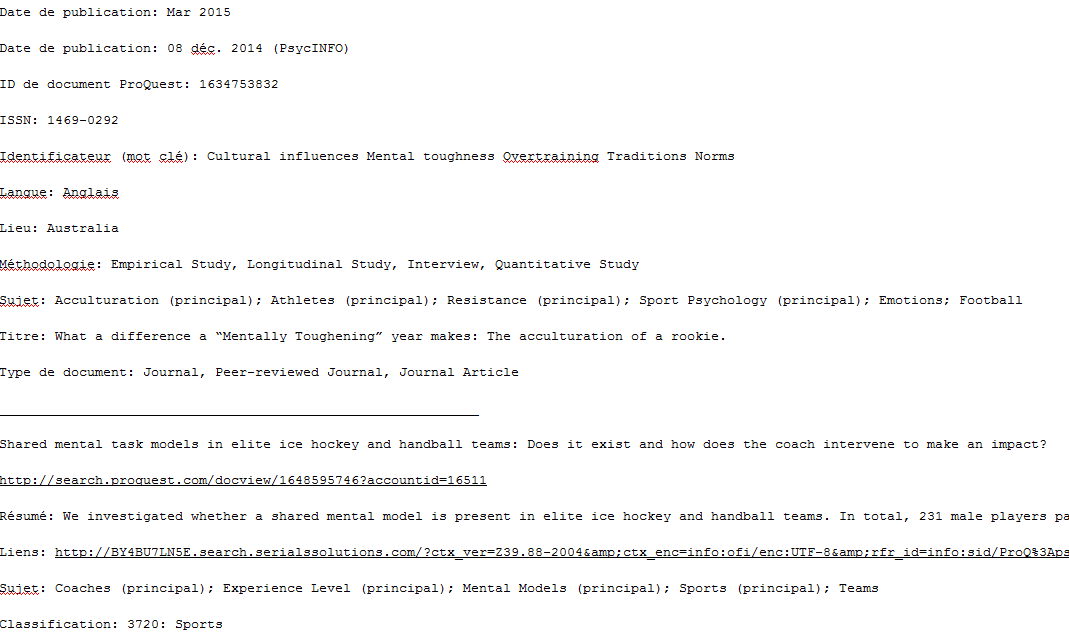 Date de publication: Mar 2015
Date de publication: 08 déc. 2014 (PsycINFO)
ID de document ProQuest: 1634753832
ISSN: 1469-0292
Identificateur (mot clé): Cultural influences Mental toughness Overtraining Traditions Norms
Langue: Anglais
Lieu: Australia
Méthodologie: Empirical Study, Longitudinal Study, Interview, Quantitative Study
Sujet: Acculturation (principal); Athletes (principal); Resistance (principal); Sport Psychology (principal); Emotions; Football
Titre: What a difference a “Mentally Toughening” year makes: The acculturation of a rookie.
Type de document: Journal, Peer-reviewed Journal, Journal Article
____________________________________________________________
Shared mental task models in elite ice hockey and handball teams: Does it exist and how does the coach intervene to make an impact?
http://search.proquest.com/docview/1648595746?accountid=16511
Résumé: We investigated whether a shared mental model is present in elite ice hockey and handball teams. In total, 231 male players pa
Liens: http://BY4BU7LN5E.search.serialssolutions.com/?ctx_ver=Z39.88-2004&amp;ctx_enc=info:ofi/enc:UTF-8&amp;rfr_id=info:sid/ProQ%3Aps
Sujet: Coaches (principal); Experience Level (principal); Mental Models (principal); Sports (principal); Teams
Classification: 3720: Sports